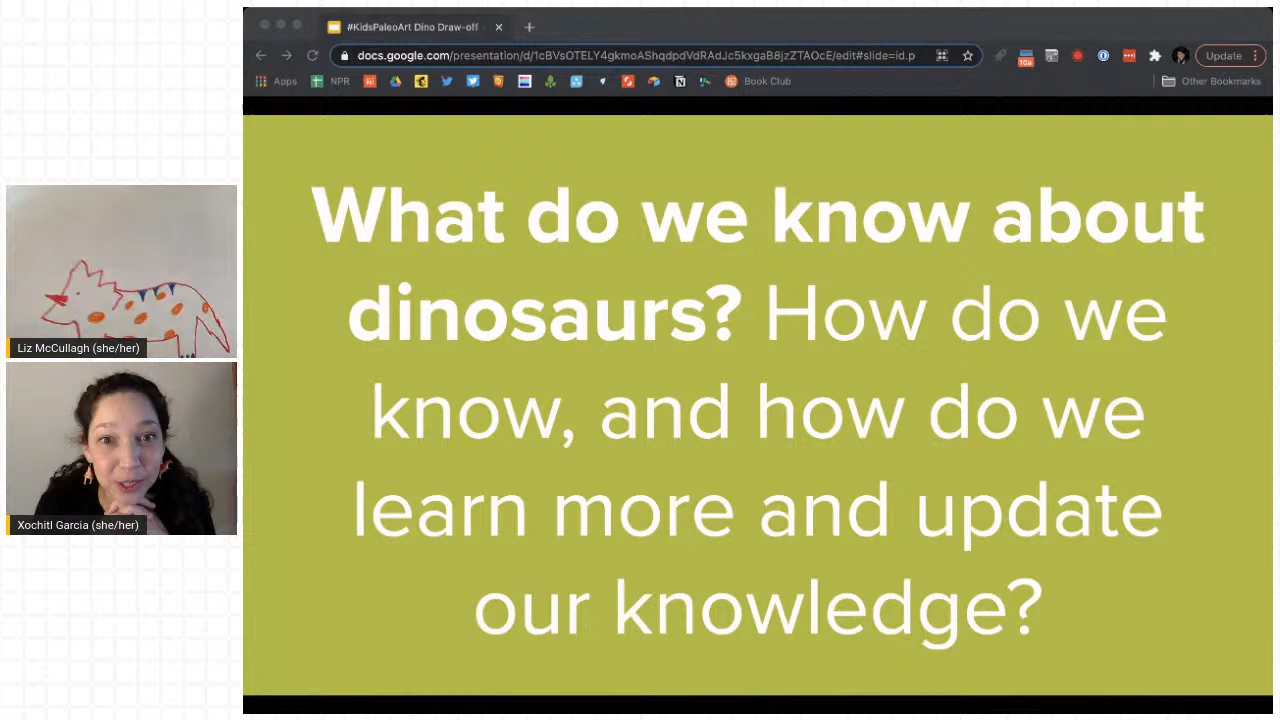 #KidsPaleoArt Dino Draw-off
docs.google.com/presentation/d/1cBVsOTELY4gkmoAShqdpdVdRAdJc5kxgaB8jzZTAOcE/edit#slide=id.p
Update
10a
Apps
NPR
Book Club
Other Bookmarks
What do we know about
dinosaurs? How do we
know, and how do we
learn more and update
our knowledge?
Liz McCullagh (she/her)
Xochitl Garcia (she/her)